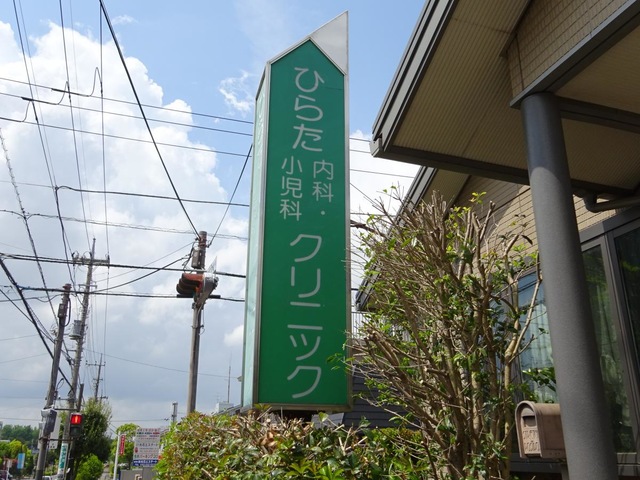 ひらた
内科・
小児科
クリニック